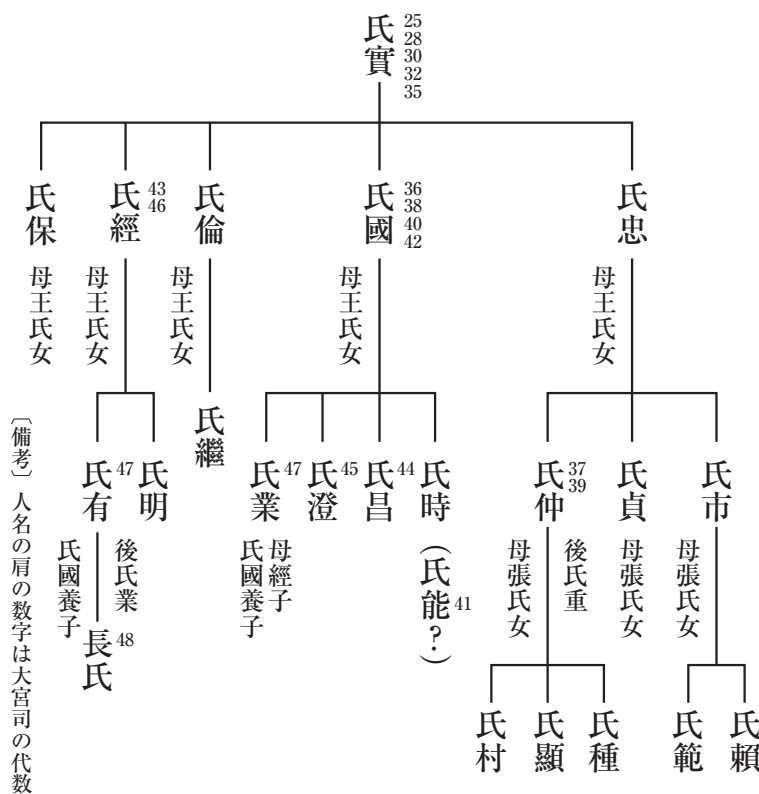 氏實 25 28 30 32 35
氏忠
母王氏女
氏國 36 38 40 42
母王氏女
氏倫
母王氏女
氏經 43 46
母王氏女
氏保
母王氏女
氏市
母張氏女
氏貞
母張氏女
氏仲 37 39
後氏重
母張氏女
氏時(氏能?) 41
氏昌 44
氏澄 45
氏業 47
母經子
氏國養子
氏繼
氏明
氏有 47
後氏業
氏國養子
長氏 48
氏賴
氏範
氏種
氏顯
氏村
〔備考〕人名の肩の数字は大宮司の代数